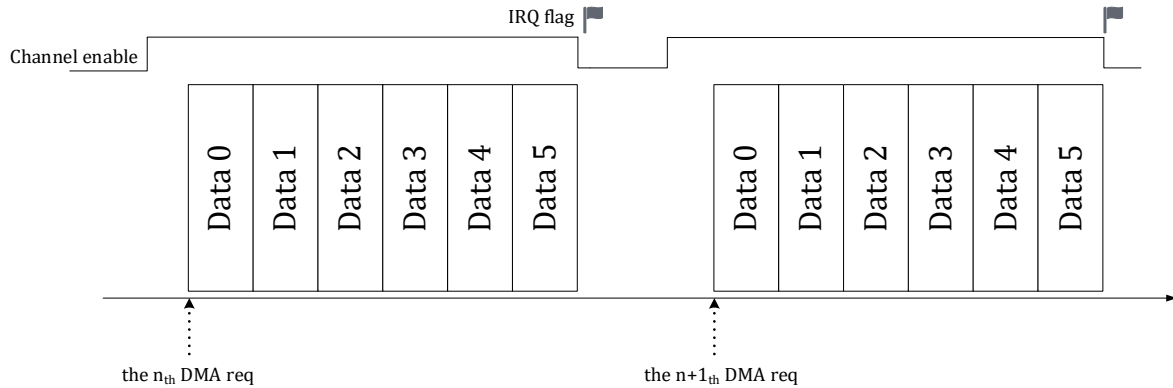 IRQ flag
Channel enable
Data 0
Data 1
Data 2
Data 3
Data 4
Data 5
Data 0
Data 1
Data 2
Data 3
Data 4
Data 5
the nth DMA req
the n+1th DMA req